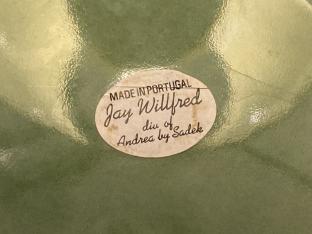 MADE IN PORTUGAL
Jay Willfred
div of
Andrea by Sadek